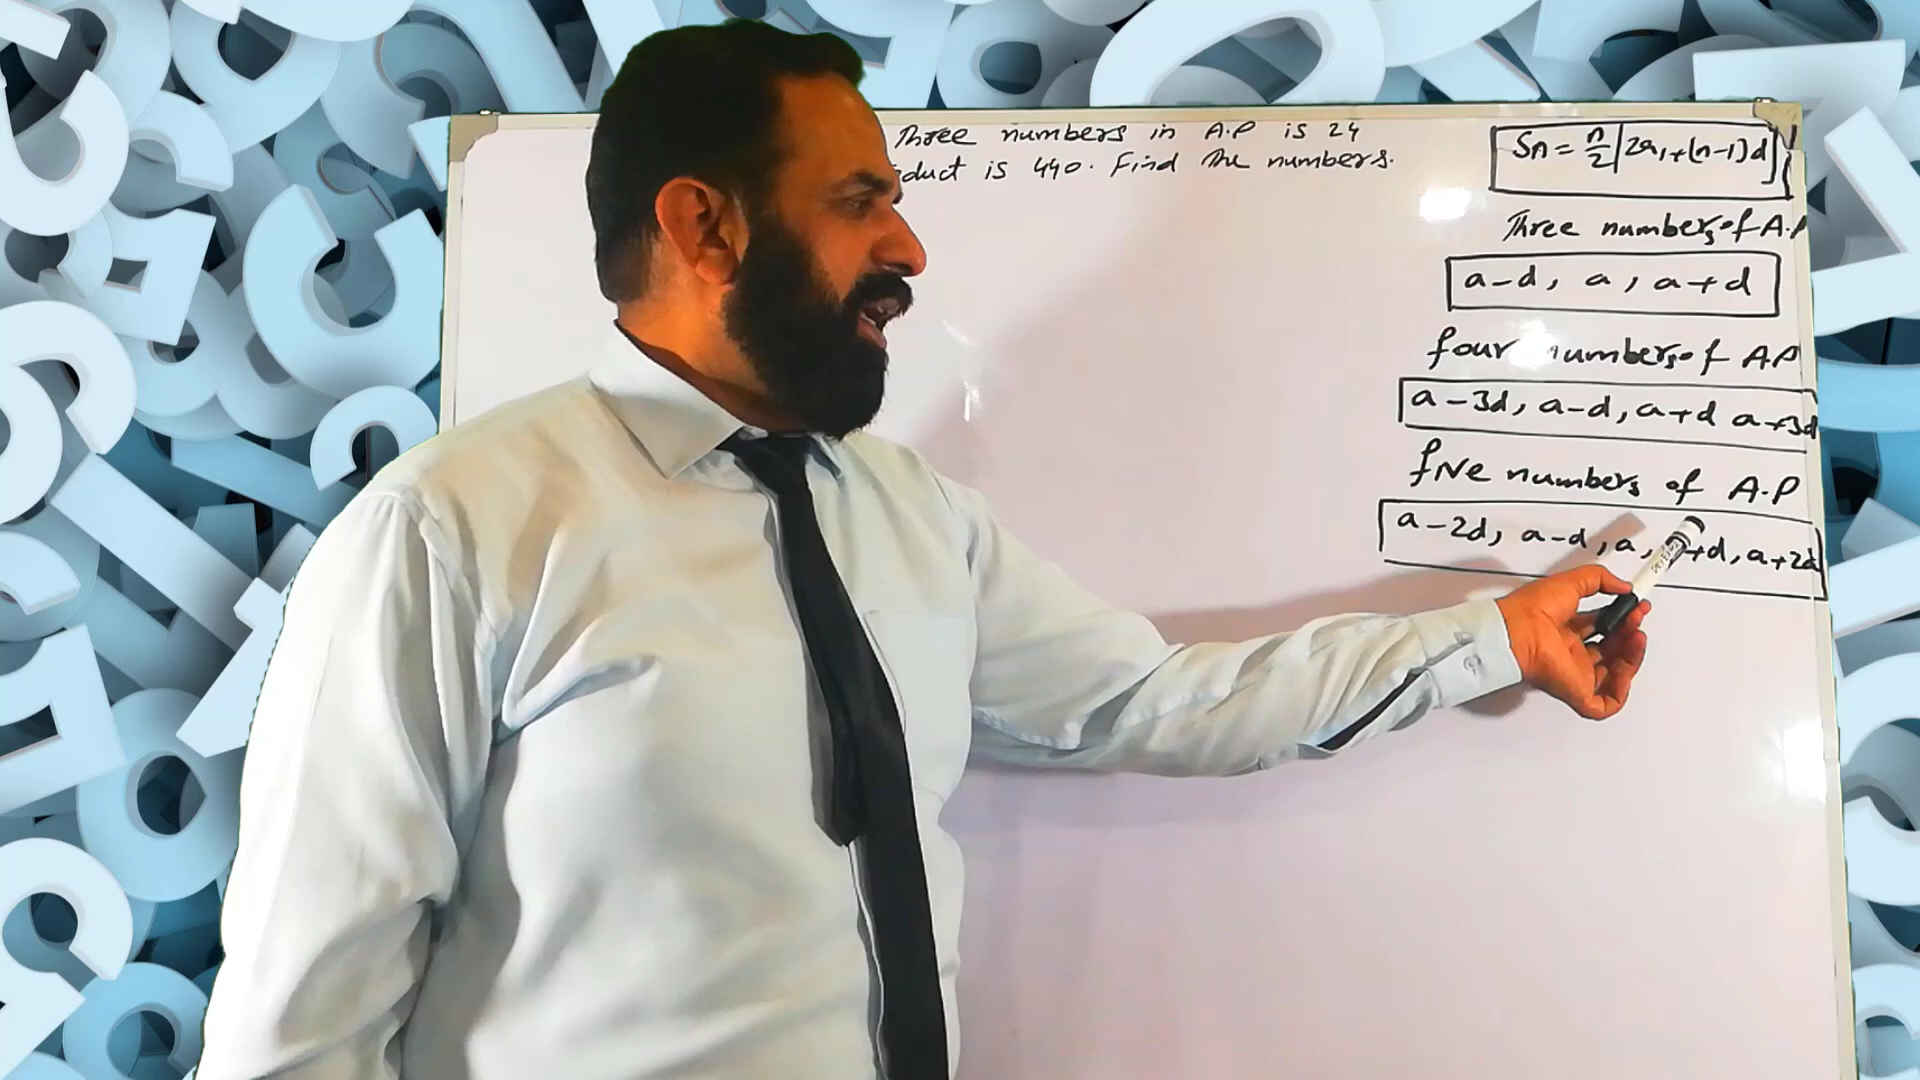 Three numbers in A.P is 24
oduct is 440. Find the numbers.
Sn = n/2 [2a₁+(n-1)d]
Three numbers of A.P
a-d, a, a+d
four numbers of AP
a-3d, a-d, a+d a+3d
five numbers of A.P
a-2d, a-d, a, a+d, a+2d